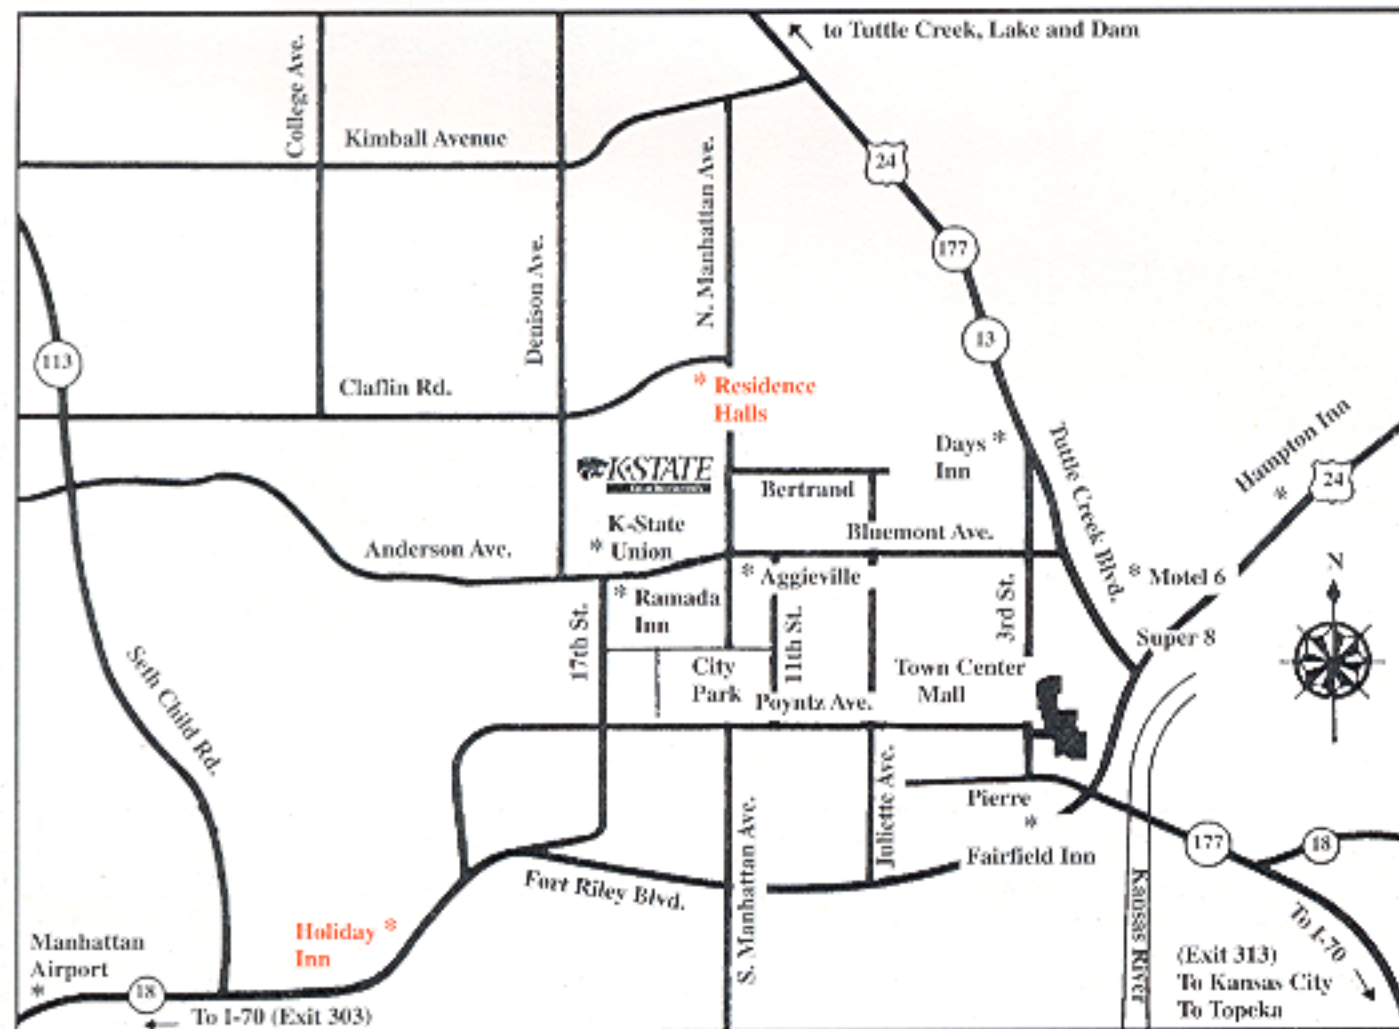 to Tuttle Creek, Lake and Dam
College Ave.
Kimball Avenue
24
N. Manhattan Ave.
177
Denison Ave.
13
113
Claflin Rd.
* Residence
Halls
Days *
Inn
Tuttle Creek Blvd.
Hampton Inn
*
24
K-STATE
Bertrand
K-State
* Union
Bluemont Ave.
Anderson Ave.
* Aggieville
* Motel 6
N
* Ramada
Inn
17th St.
11th St.
3rd St.
Super 8
City
Park
Town Center
Mall
Poyntz Ave.
Seth Child Rd.
Juliette Ave.
Pierre
*
Fairfield Inn
177
18
Fort Riley Blvd.
S. Manhattan Ave.
Kansas River
Holiday *
Inn
To I-70
Manhattan
Airport
*
18
To I-70 (Exit 303)
(Exit 313)
To Kansas City
To Topeka